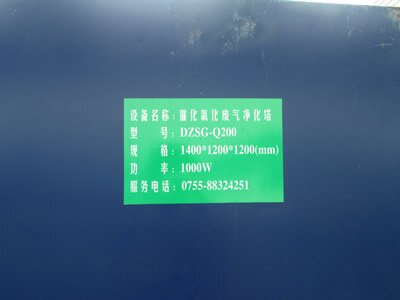 设备名称：催化氧化废气净化塔
型 号：DZSG-Q200
规 格：1400*1200*1200(mm)
功 率：1000W
服务电话：0755-88324251